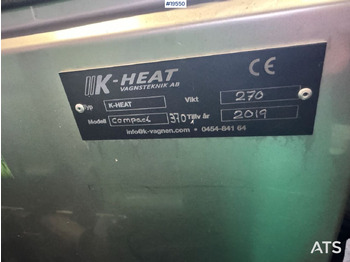 #19550
K-HEAT
VAGNSTEKNIK AB
CE
Typ K-HEAT Vikt 270
Modell Compact 370 Tillv år 2019
info@k-vagnen.com • 0454-841 64
ATS